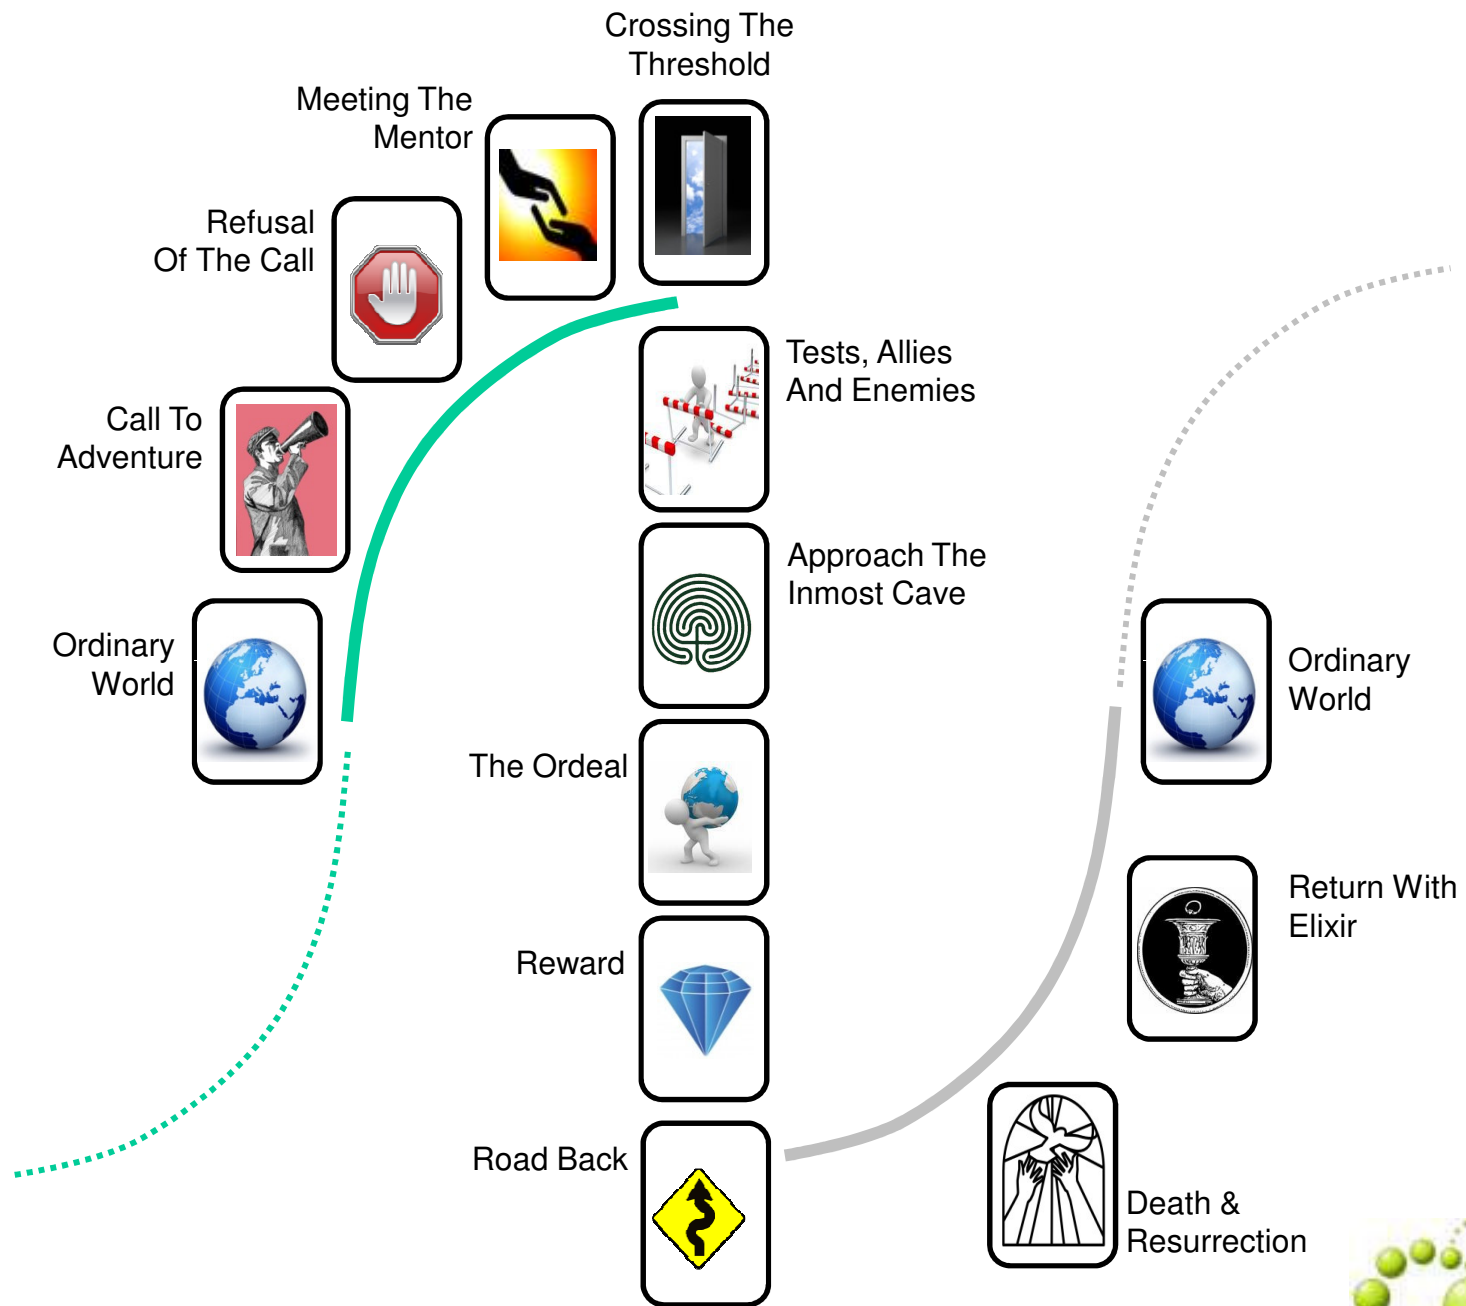 Crossing The
Threshold
Meeting The
Mentor
Refusal
Of The Call
Call To
Adventure
Ordinary
World
Tests, Allies
And Enemies
Approach The
Inmost Cave
The Ordeal
Reward
Road Back
Death &
Resurrection
Return With
Elixir
Ordinary
World